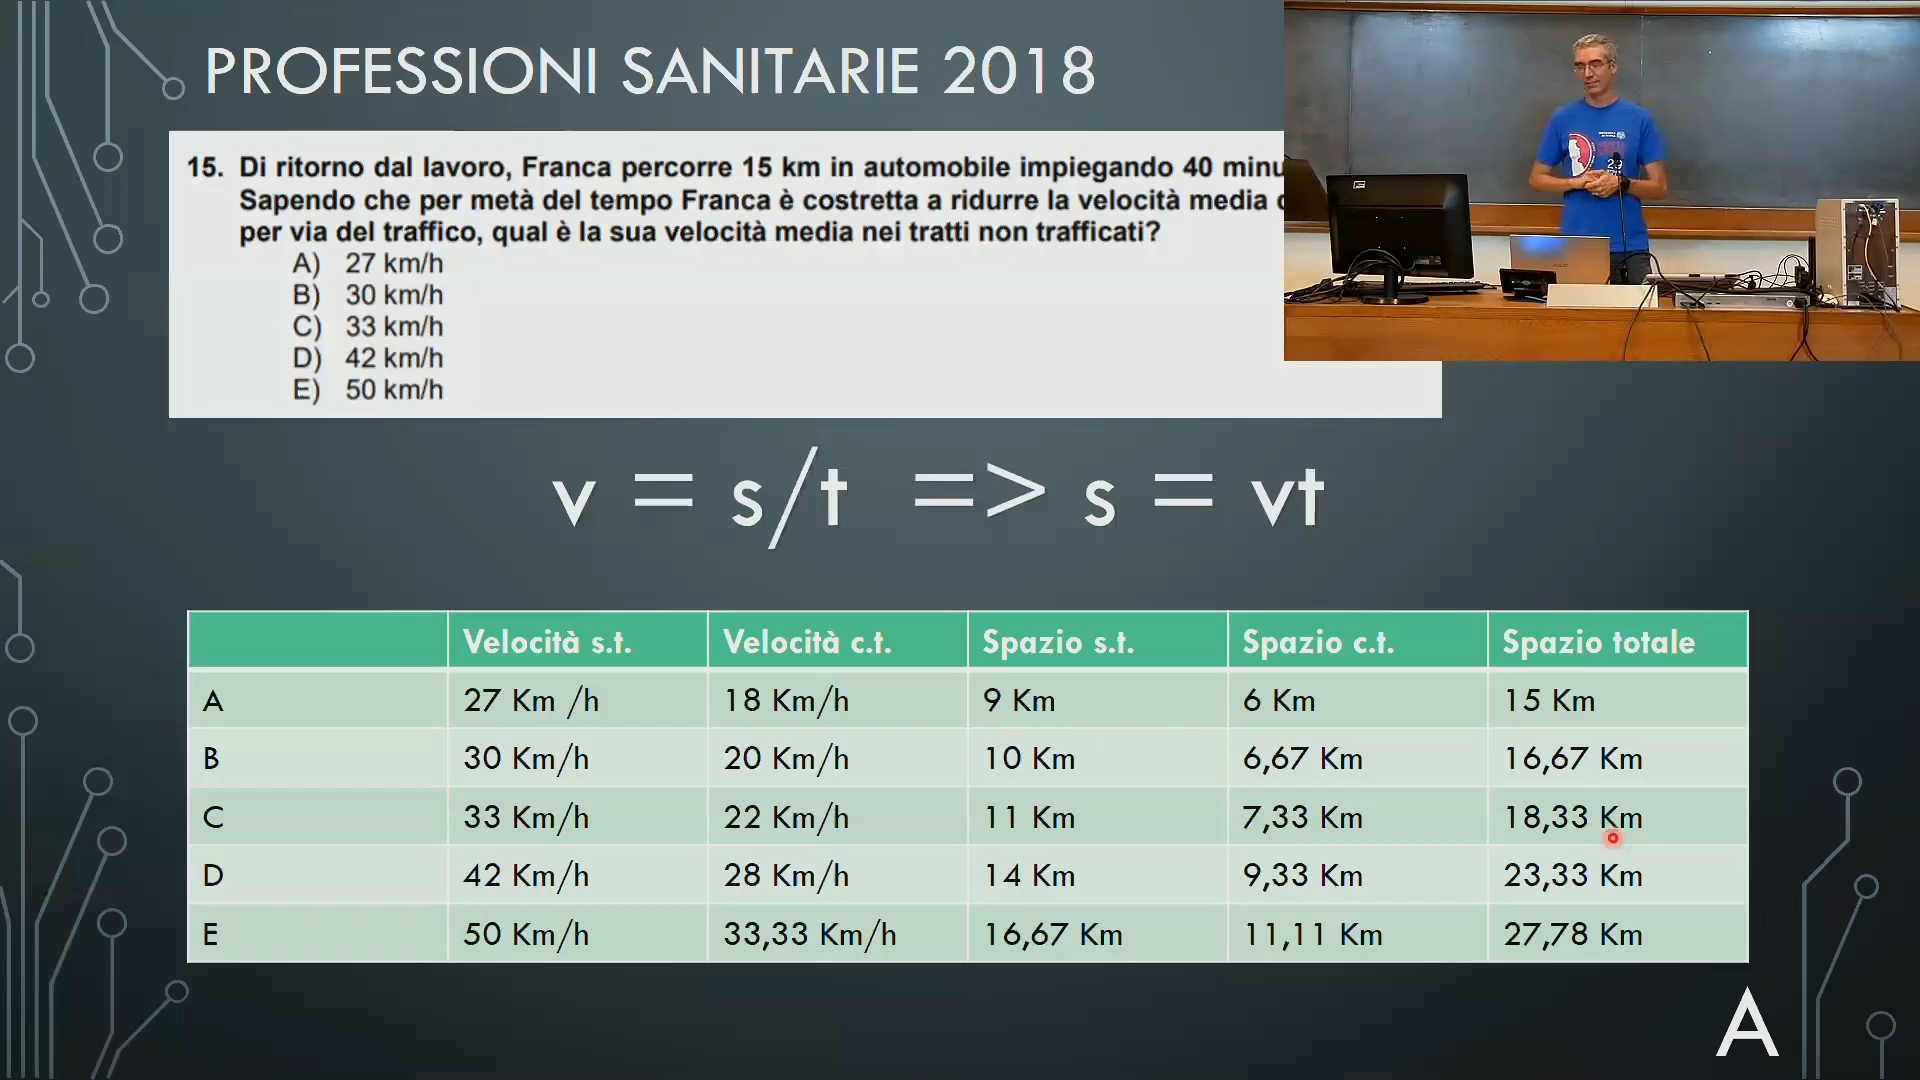 PROFESSIONI SANITARIE 2018
15. Di ritorno dal lavoro, Franca percorre 15 km in automobile impiegando 40
Sapendo che per metà del tempo Franca è costretta a ridurre la velocità media
per via del traffico, qual è la sua velocità media nei tratti non trafficati?
A) 27 km/h
B) 30 km/h
C) 33 km/h
D) 42 km/h
E) 50 km/h
v = s/t => s = vt
Velocità s.t. Velocità c.t. Spazio s.t. Spazio c.t. Spazio totale
A 27 Km /h 18 Km/h 9 Km 6 Km 15 Km
B 30 Km/h 20 Km/h 10 Km 6,67 Km 16,67 Km
C 33 Km/h 22 Km/h 11 Km 7,33 Km 18,33 Km
D 42 Km/h 28 Km/h 14 Km 9,33 Km 23,33 Km
E 50 Km/h 33,33 Km/h 16,67 Km 11,11 Km 27,78 Km
A